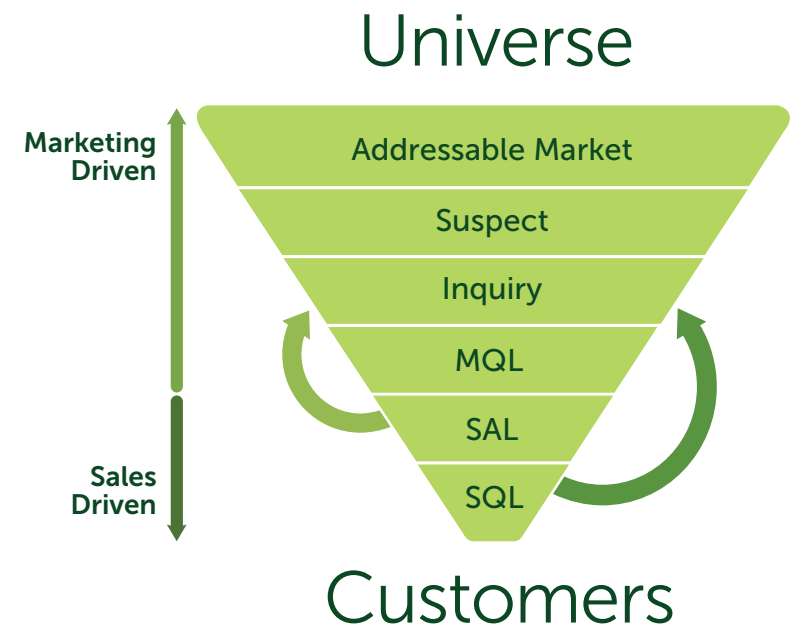 Universe
Marketing
Driven
Addressable Market
Suspect
Inquiry
MQL
SAL
SQL
Sales
Driven
Customers